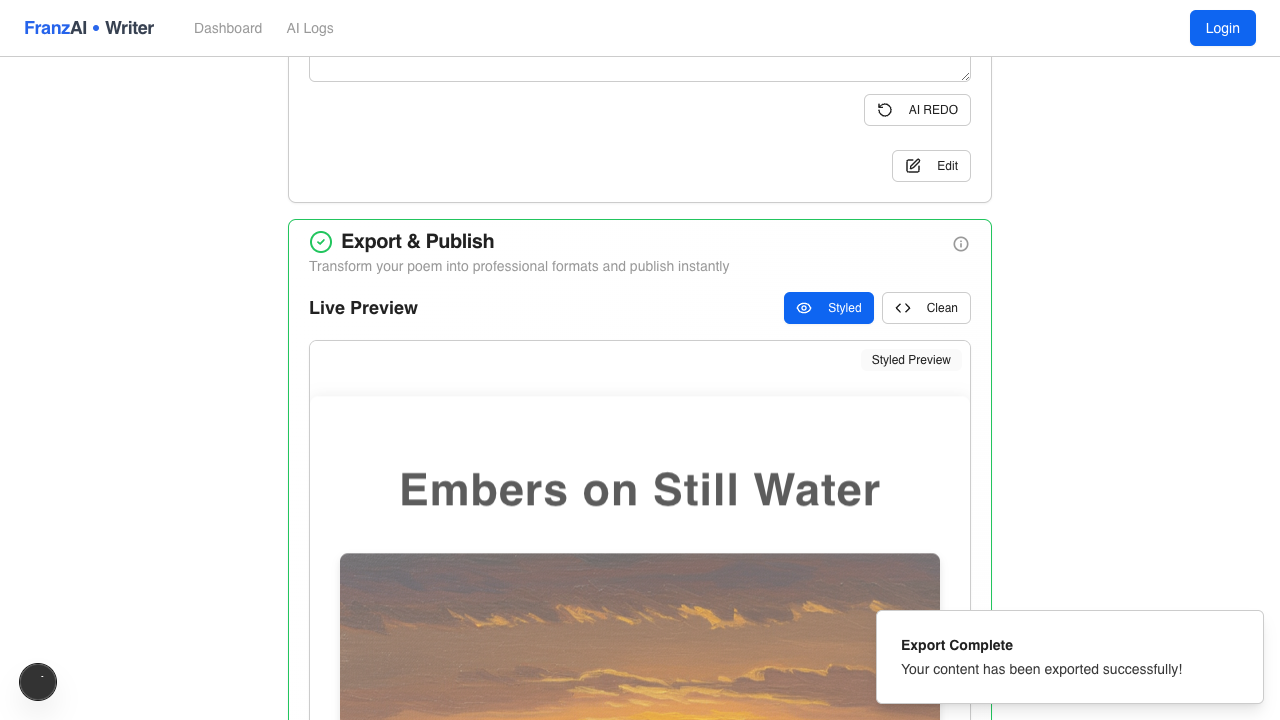 FranzAI • Writer
Dashboard
AI Logs
Login
AI REDO
Edit
Export & Publish
Transform your poem into professional formats and publish instantly
Live Preview
Styled
Clean
Styled Preview
Embers on Still Water
Export Complete
Your content has been exported successfully!